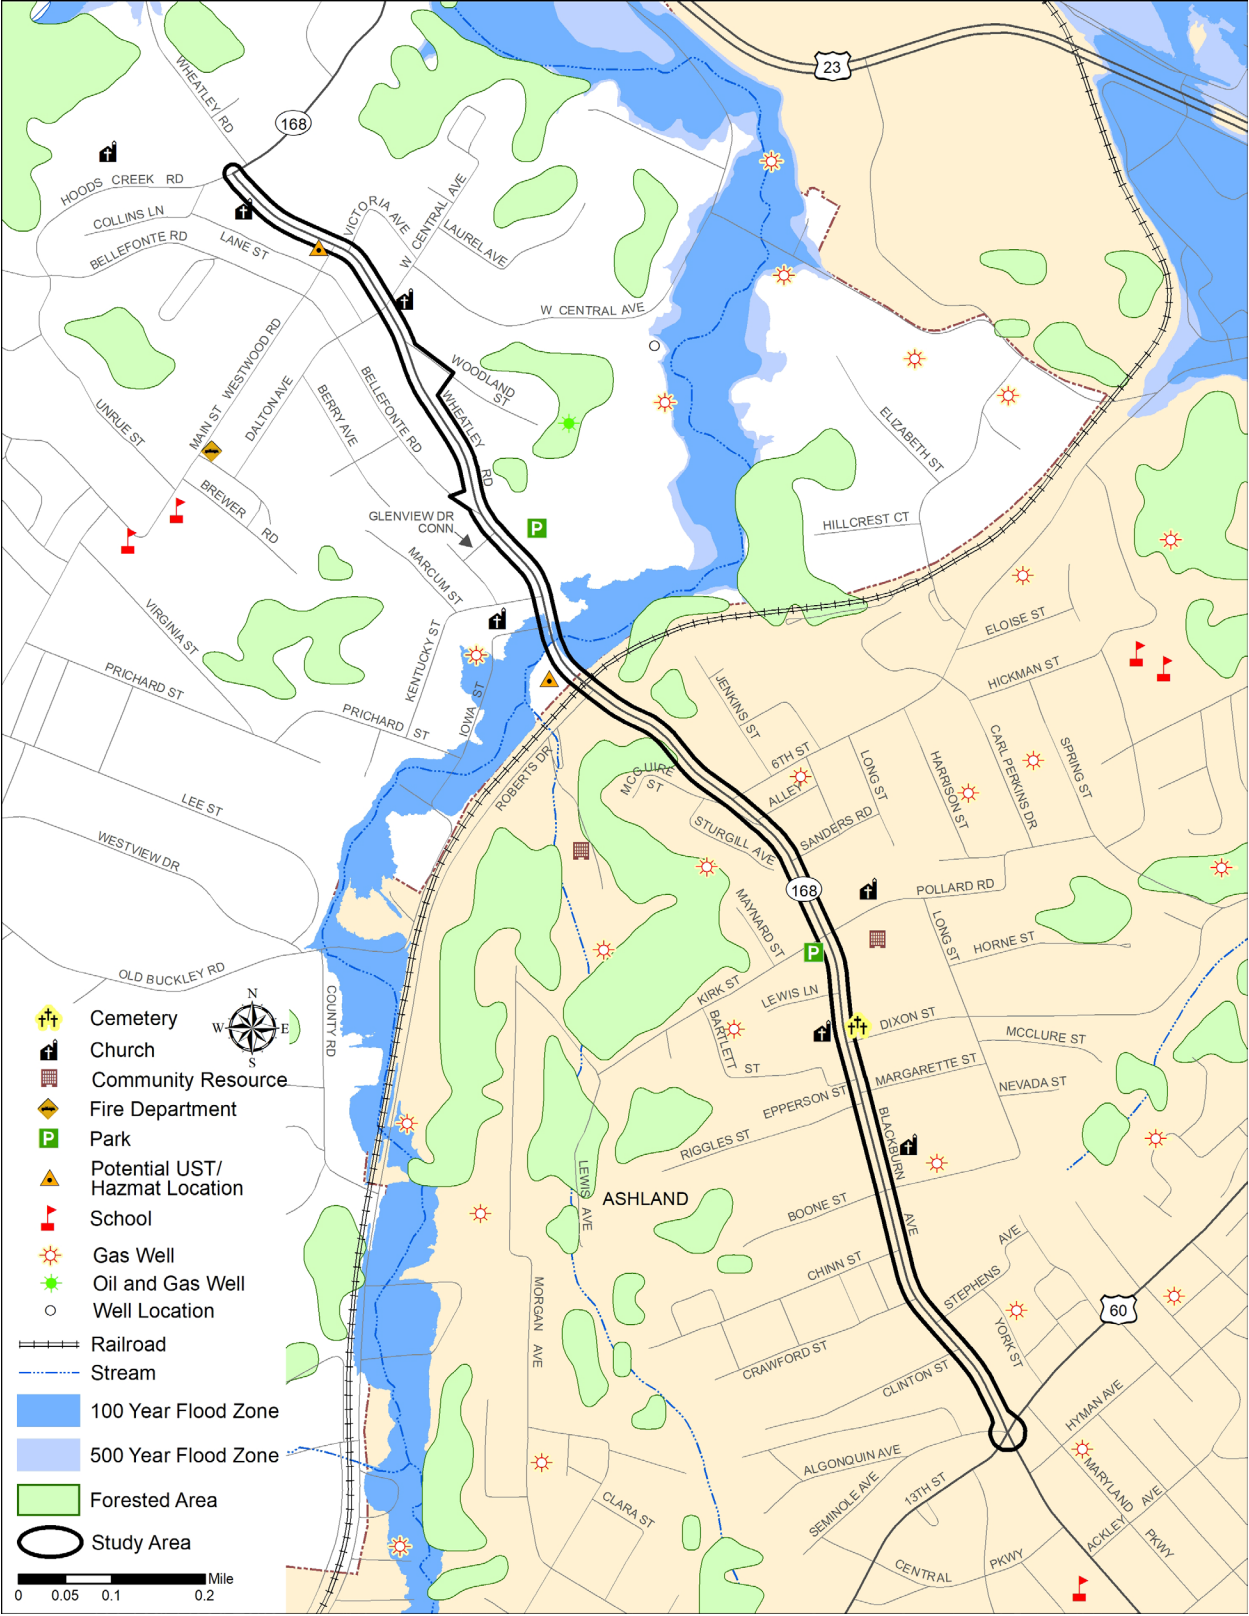 23
WHEATLEY RD
168
HOODS CREEK RD
COLLINS LN
BELLEFONTE RD
LANE ST
VICTORIA AVE
W CENTRAL AVE
LAUREL AVE
W CENTRAL AVE
WOODLAND
ST
MAIN ST
WESTWOOD RD
DALTON AVE
BERRY AVE
BELLEFONTE RD
WHEATLEY
RD
UNRUE ST
BREWER
RD
ELIZABETH ST
HILLCREST CT
GLENVIEW DR
CONN
P
MARCUM ST
VIRGINIA ST
KENTUCKY ST
IOWA ST
PRICHARD ST
PRICHARD ST
ELOISE ST
HICKMAN ST
JENKINS ST
6TH ST
ALLEY
LONG ST
HARRISON ST
CARL PERKINS DR
SPRING ST
ROBERTS DR
MCGUIRE
ST
STURGILL AVE
SANDERS RD
LEE ST
WESTVIEW DR
168
POLLARD RD
MAYNARD ST
LONG ST
HORNE ST
P
KIRK ST
LEWIS LN
BARTLETT
ST
DIXON ST
MCCLURE ST
MARGARETTE ST
NEVADA ST
EPPERSON ST
RIGGLES ST
BLACKBURN
AVE
OLD BUCKLEY RD
COUNTY RD
LEWIS AVE
ASHLAND
BOONE ST
CHINN ST
STEPHENS
AVE
YORK ST
60
MORGAN AVE
CRAWFORD ST
CLINTON ST
HYMAN AVE
ALGONQUIN AVE
SEMINOLE AVE
13TH ST
MARYLAND
PKWY
ACKLEY AVE
CENTRAL
PKWY
CLARA ST
N
W
E
S
Cemetery
Church
Community Resource
Fire Department
P
Park
Potential UST/
Hazmat Location
School
Gas Well
Oil and Gas Well
Well Location
Railroad
Stream
100 Year Flood Zone
500 Year Flood Zone
Forested Area
Study Area
Mile
0 0.05 0.1 0.2